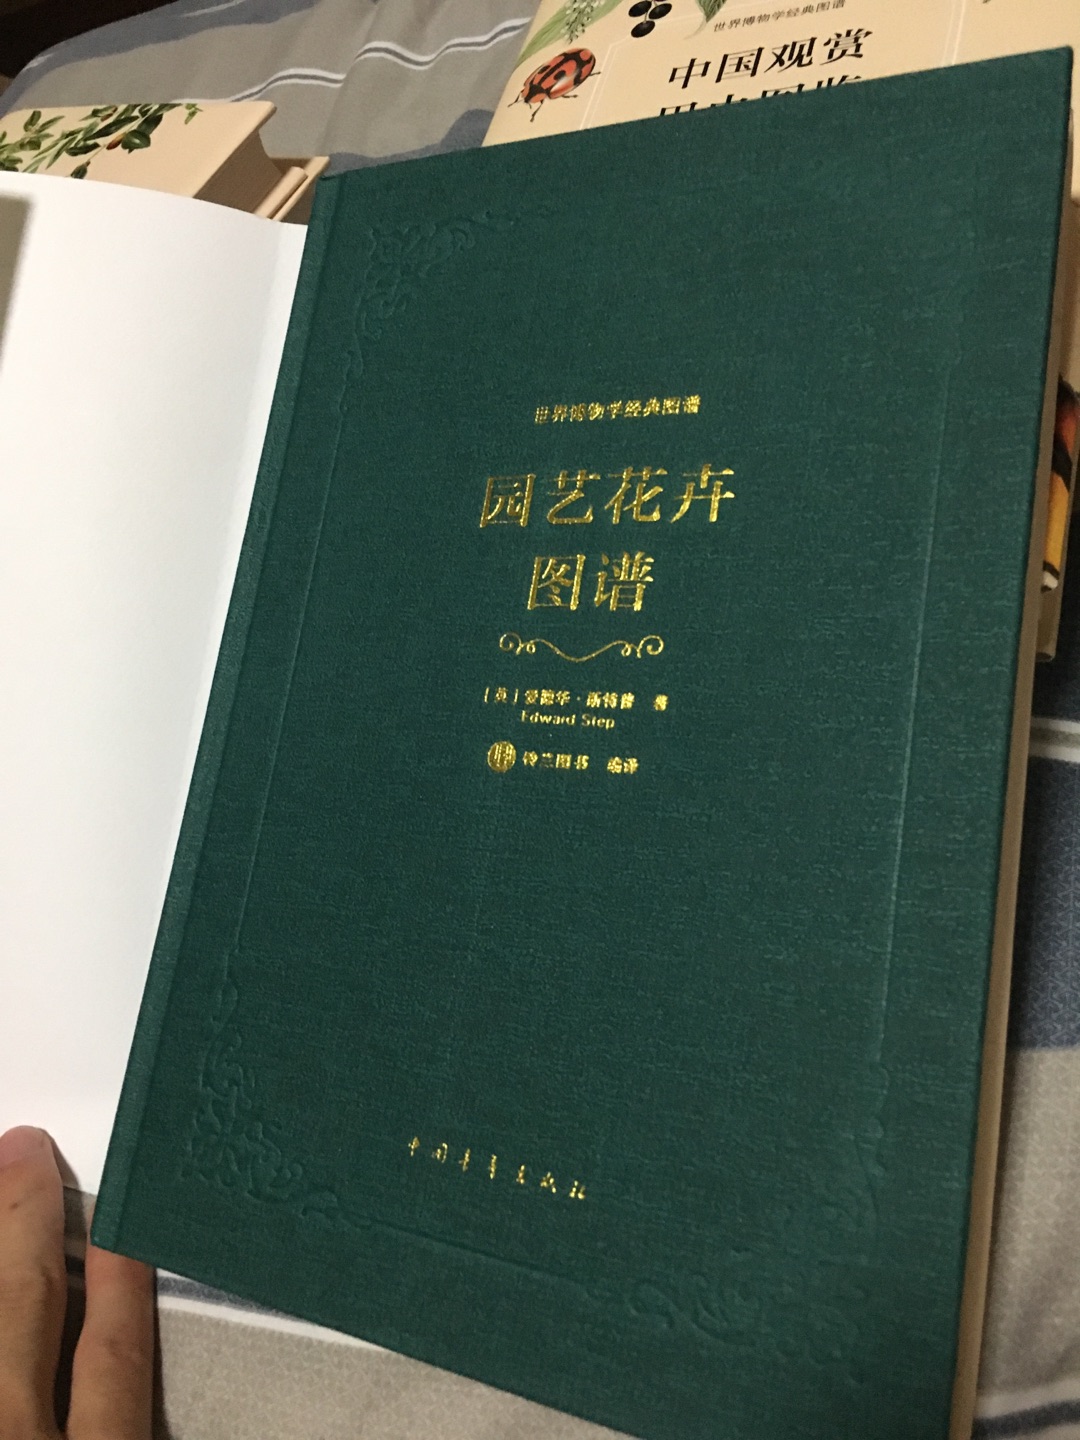 世界博物学经典图谱
中国观赏
世界博物学经典图谱
园艺花卉
图谱
[英]爱德华·斯特普 著
Edward Step
铃兰图书 编译
中国青年出版社